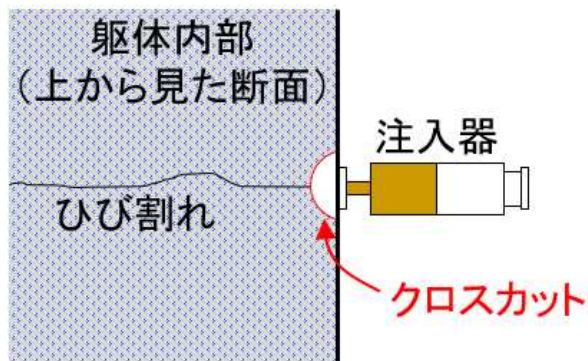 躯体内部
（上から見た断面）
注入器
ひび割れ
クロスカット